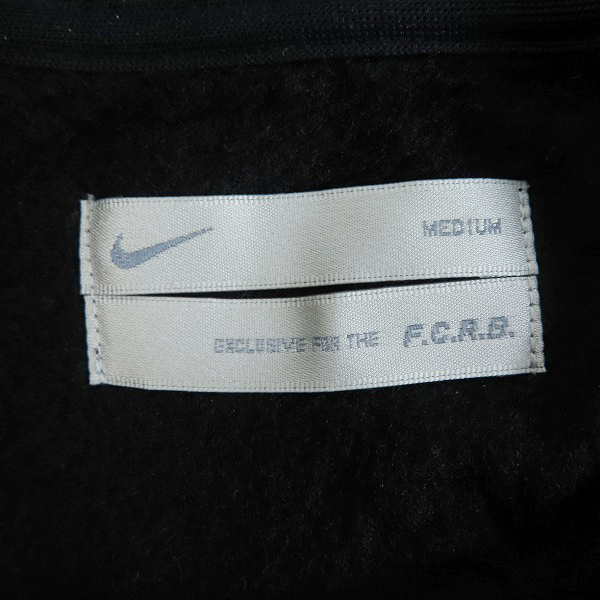 MEDIUM
EXCLUSIVE FOR THE F.C.R.B.